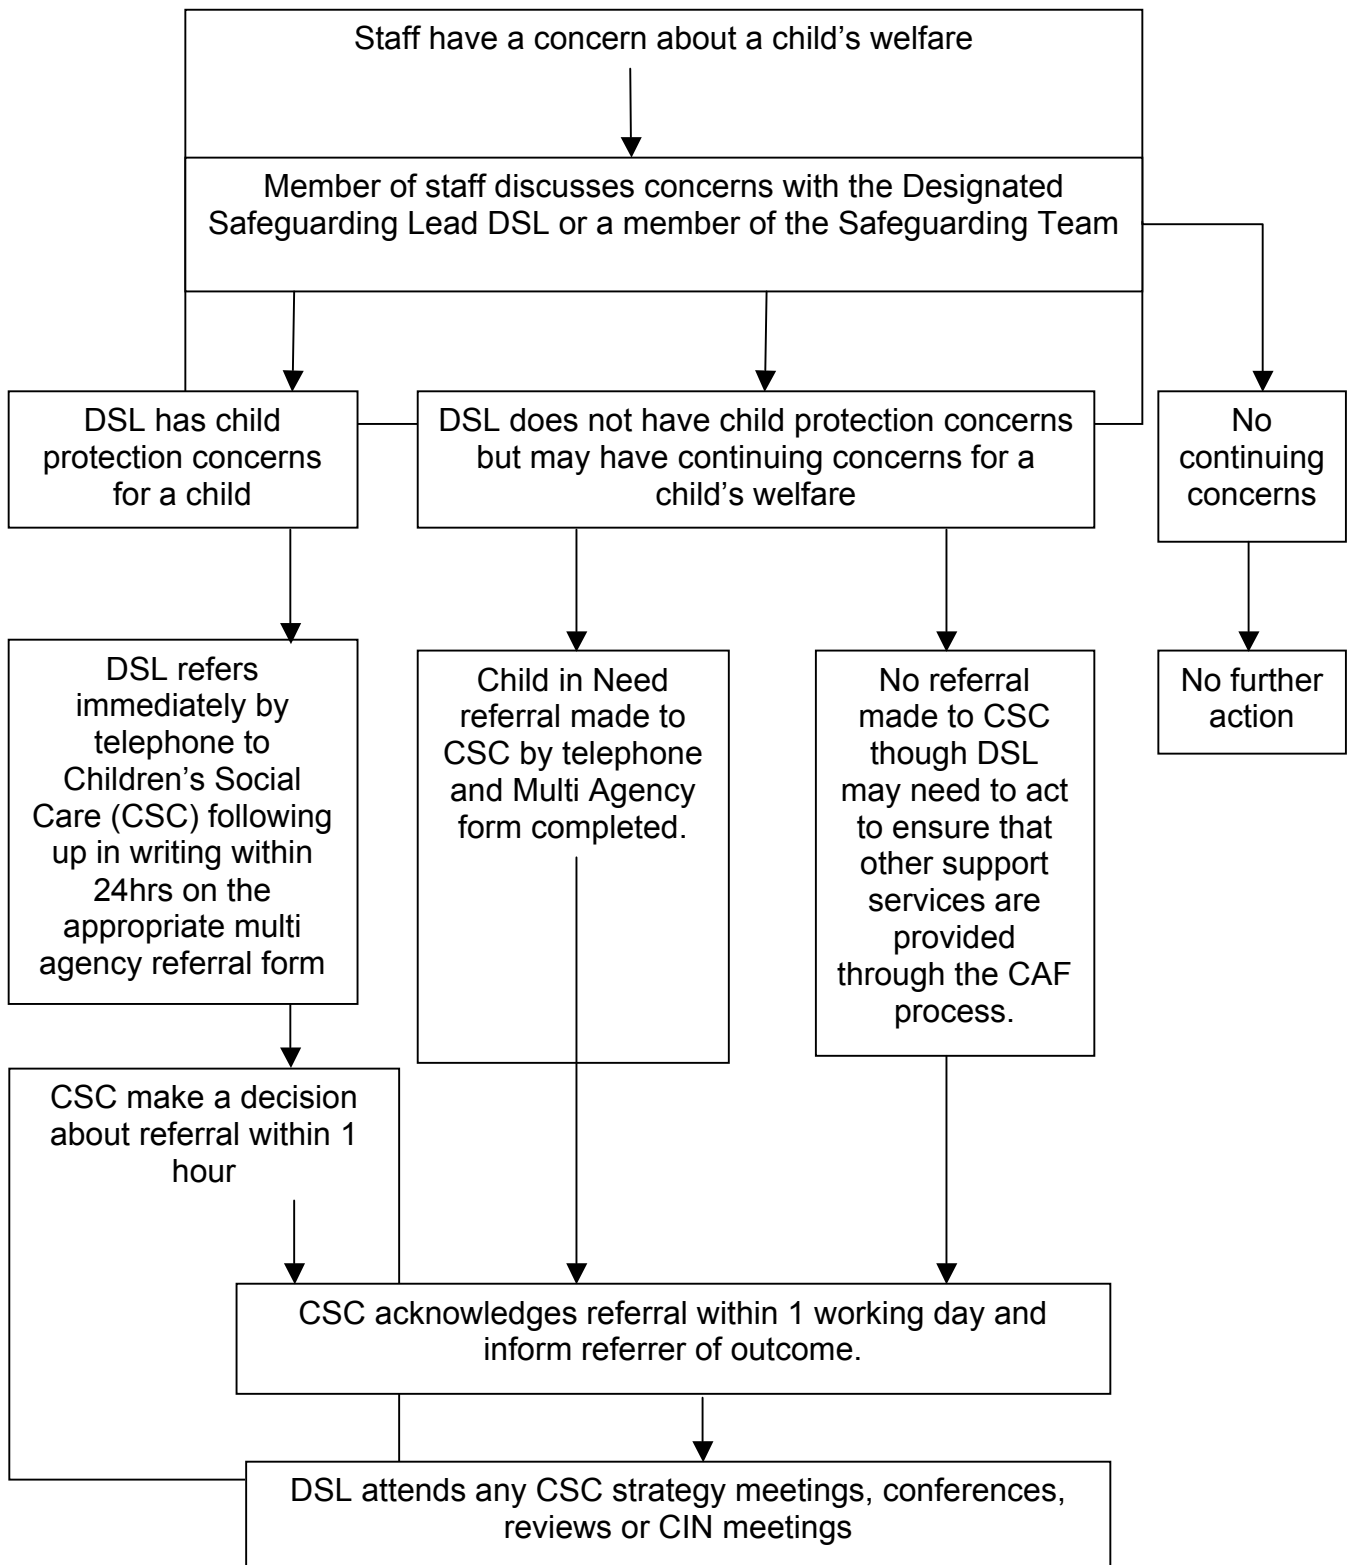 Staff have a concern about a child’s welfare
Member of staff discusses concerns with the Designated
Safeguarding Lead DSL or a member of the Safeguarding Team
DSL has child
protection concerns
for a child
DSL does not have child protection concerns
but may have continuing concerns for a
child’s welfare
No
continuing
concerns
DSL refers
immediately by
telephone to
Children’s Social
Care (CSC) following
up in writing within
24hrs on the
appropriate multi
agency referral form
Child in Need
referral made to
CSC by telephone
and Multi Agency
form completed.
No referral
made to CSC
though DSL
may need to act
to ensure that
other support
services are
provided
through the CAF
process.
No further
action
CSC make a decision
about referral within 1
hour
CSC acknowledges referral within 1 working day and
inform referrer of outcome.
DSL attends any CSC strategy meetings, conferences,
reviews or CIN meetings